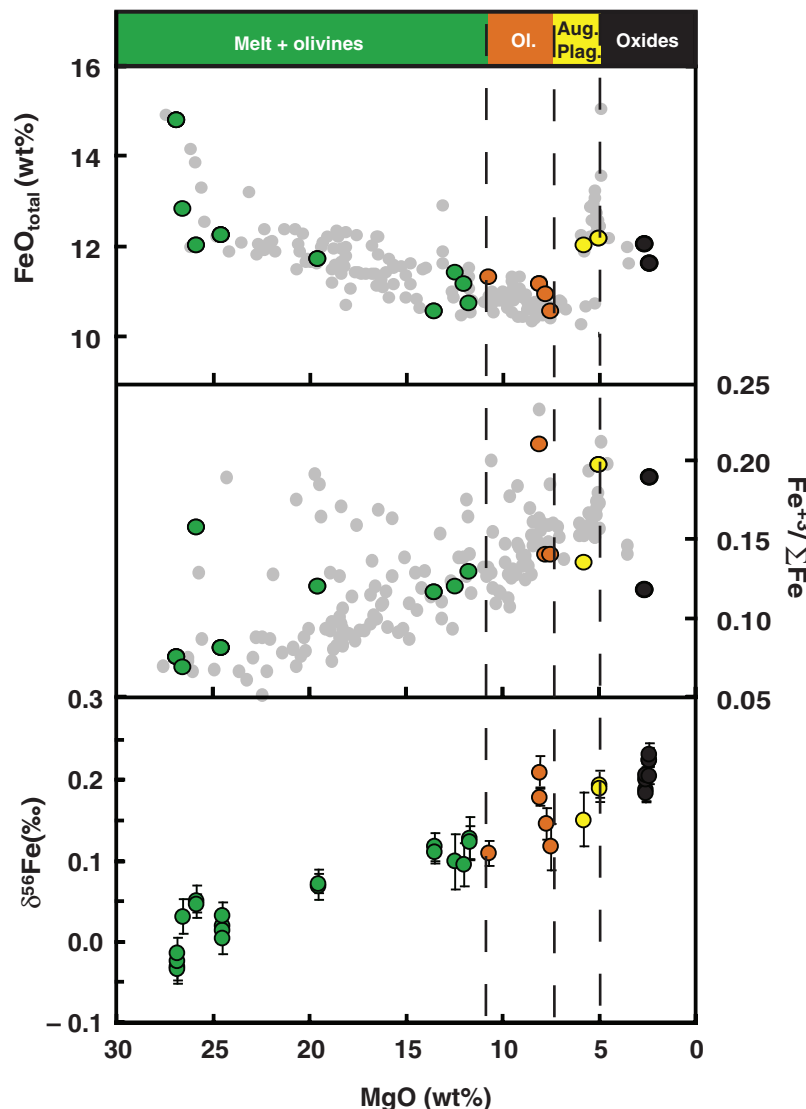 Melt + olivines
Ol.
Aug.
Plag.
Oxides
16
14
12
10
FeOtotal (wt%)
0.25
0.20
0.15
0.10
0.05
Fe+3/ ∑Fe
0.3
0.2
0.1
0.0
– 0.1
δ56Fe(‰)
30
25
20
15
10
5
0
MgO (wt%)